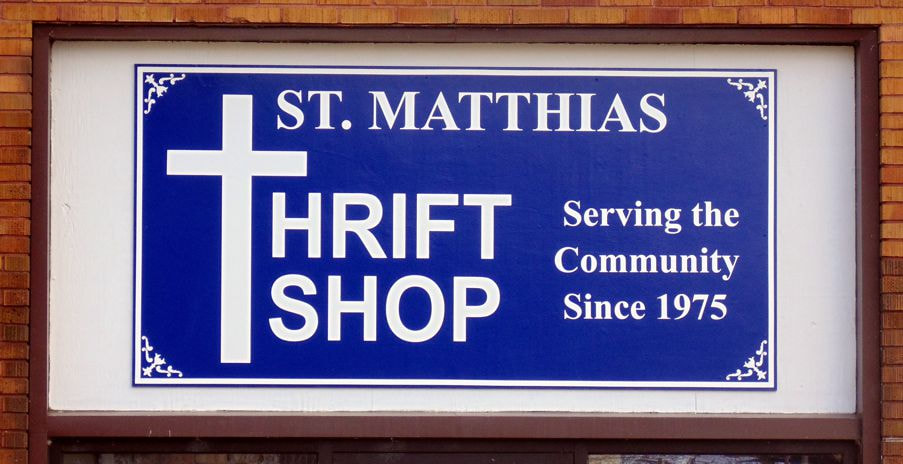 ST. MATTHIAS
THRIFT
SHOP
Serving the
Community
Since 1975